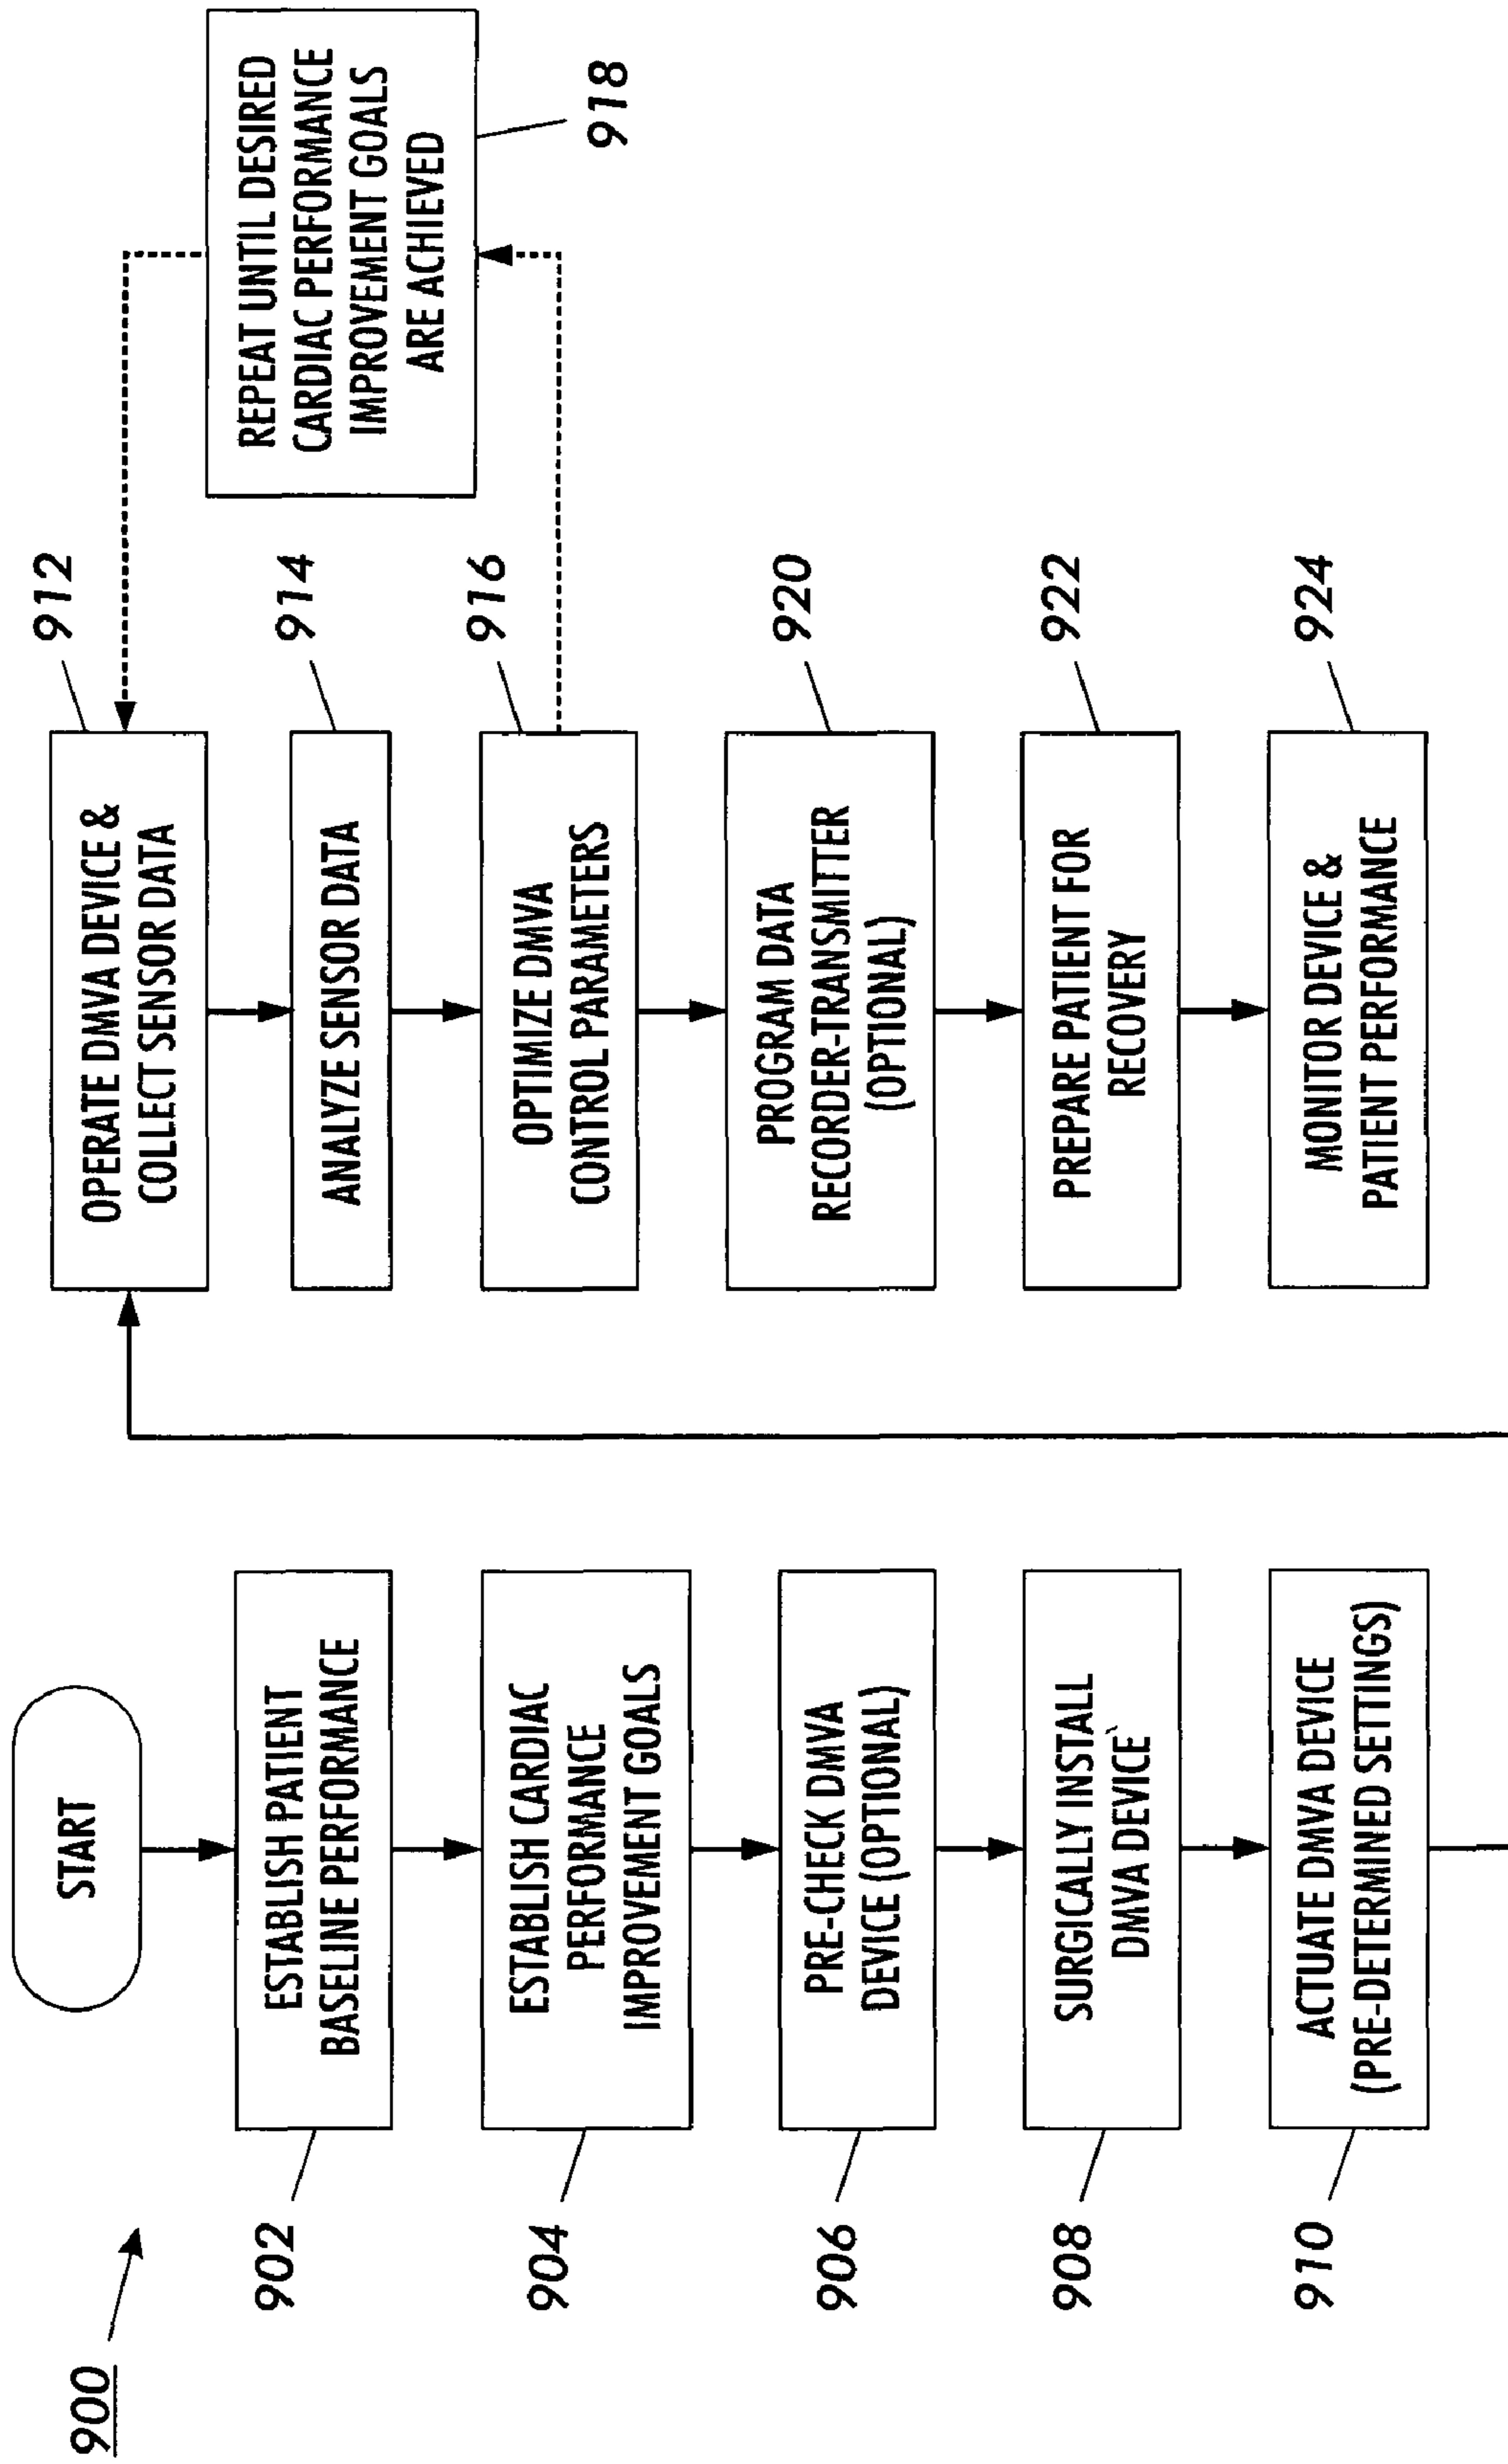 900
START
902
ESTABLISH PATIENT
BASELINE PERFORMANCE
904
ESTABLISH CARDIAC
PERFORMANCE
IMPROVEMENT GOALS
906
PRE-CHECK DMVA
DEVICE (OPTIONAL)
908
SURGICALLY INSTALL
DMVA DEVICE
910
ACTUATE DMVA DEVICE
(PRE-DETERMINED SETTINGS)
912
OPERATE DMVA DEVICE &
COLLECT SENSOR DATA
914
ANALYZE SENSOR DATA
916
OPTIMIZE DMVA
CONTROL PARAMETERS
918
REPEAT UNTIL DESIRED
CARDIAC PERFORMANCE
IMPROVEMENT GOALS
ARE ACHIEVED
920
PROGRAM DATA
RECORDER-TRANSMITTER
(OPTIONAL)
922
PREPARE PATIENT FOR
RECOVERY
924
MONITOR DEVICE &
PATIENT PERFORMANCE